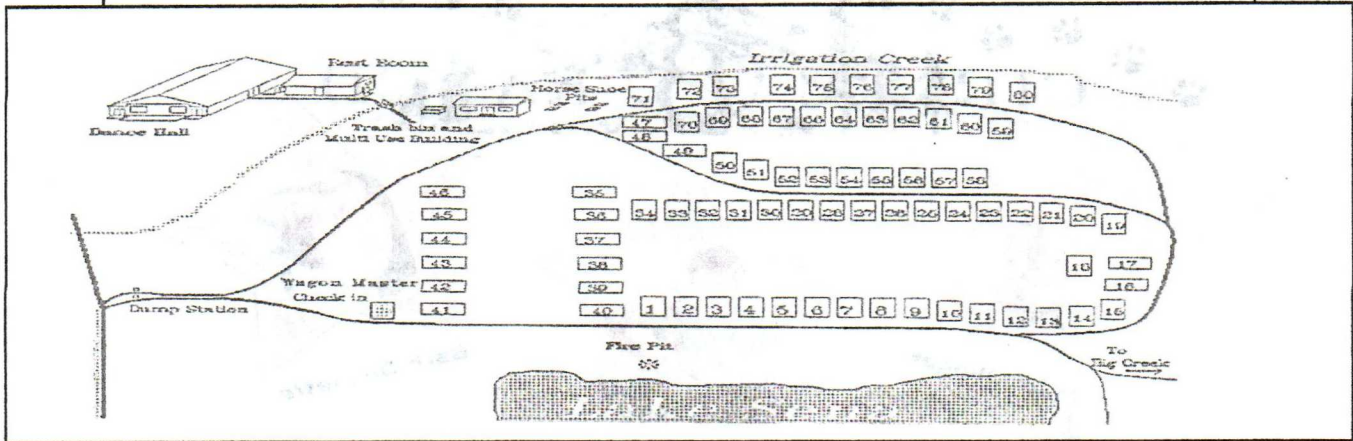 Irrigation Creek
Rest Room
Horse Shoe
Pits
Dance Hall
Trash bin and
Multi Use Building
71 72 73 74 75 76 77 78 79 80
47 70 69 68 67 66 64 63 62 61 60 59
48
49
50 51 52 53 54 55 56 57 58
46 35
45 36 34 33 32 31 30 29 28 27 26 25 24 23 22 21 20 19
44 37
43 38 18 17
Wagon Master
Check in
42 39 16
41 40 1 2 3 4 5 6 7 8 9 10 11 12 13 14 15
Dump Station
Fire Pit
To
Big Creek
Lake